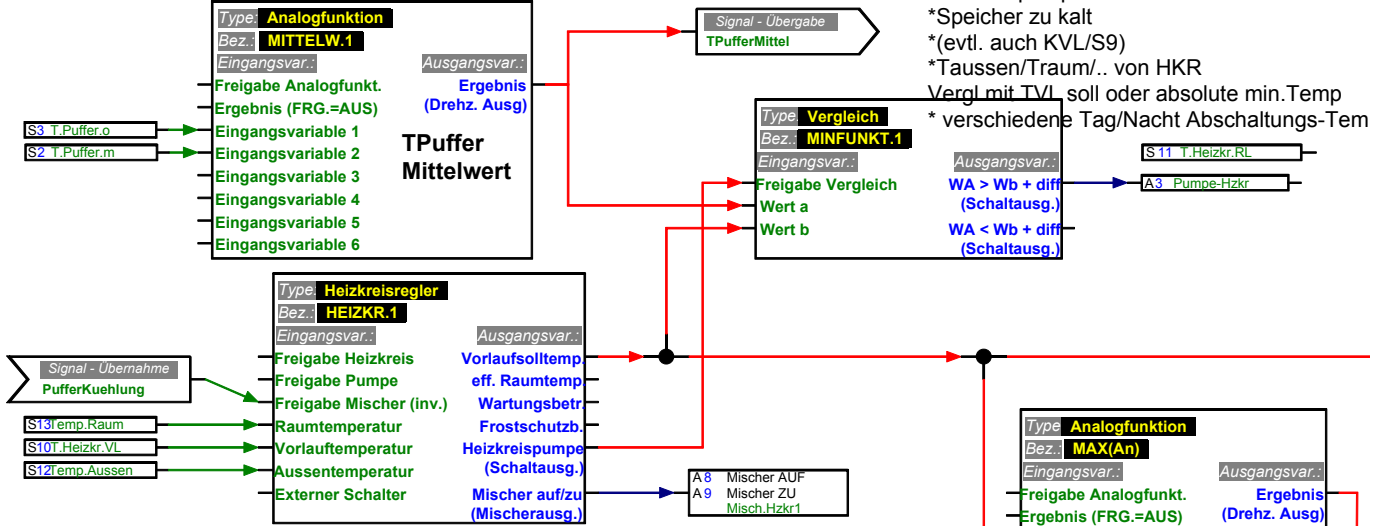 Type: Analogfunktion
Bez.: MITTELW.1
Eingangsvar.: Ausgangsvar.:
Freigabe Analogfunkt. Ergebnis
Ergebnis (FRG.=AUS) (Drehz. Ausg)
Eingangsvariable 1
Eingangsvariable 2
Eingangsvariable 3
Eingangsvariable 4
Eingangsvariable 5
Eingangsvariable 6
TPuffer
Mittelwert
S3 T.Puffer.o
S2 T.Puffer.m
Signal - Übergabe
TPufferMittel
*Speicher zu kalt
*(evtl. auch KVL/S9)
*Taussen/Traum/.. von HKR
Vergl mit TVL soll oder absolute min.Temp
* verschiedene Tag/Nacht Abschaltungs-Tem
Type: Vergleich
Bez.: MINFUNKT.1
Eingangsvar.: Ausgangsvar.:
Freigabe Vergleich WA > Wb + diff
Wert a (Schaltausg.)
Wert b WA < Wb + diff
(Schaltausg.)
S 11 T.Heizkr.RL
A 3 Pumpe-Hzkr
Type: Heizkreisregler
Bez.: HEIZKR.1
Eingangsvar.: Ausgangsvar.:
Freigabe Heizkreis Vorlaufsolltemp.
Freigabe Pumpe eff. Raumtemp.
Freigabe Mischer (inv.) Wartungsbetr.
Raumtemperatur Frostschutzb.
Vorlauftemperatur Heizkreispumpe
Aussentemperatur (Schaltausg.)
Externer Schalter Mischer auf/zu
(Mischerausg.)
Signal - Übernahme
PufferKuehlung
S13Temp.Raum
S10T.Heizkr.VL
S12Temp.Aussen
A 8 Mischer AUF
A 9 Mischer ZU
Misch.Hzkr1
Type Analogfunktion
Bez.: MAX(An)
Eingangsvar.: Ausgangsvar.:
Freigabe Analogfunkt. Ergebnis
Ergebnis (FRG.=AUS) (Drehz. Ausg)